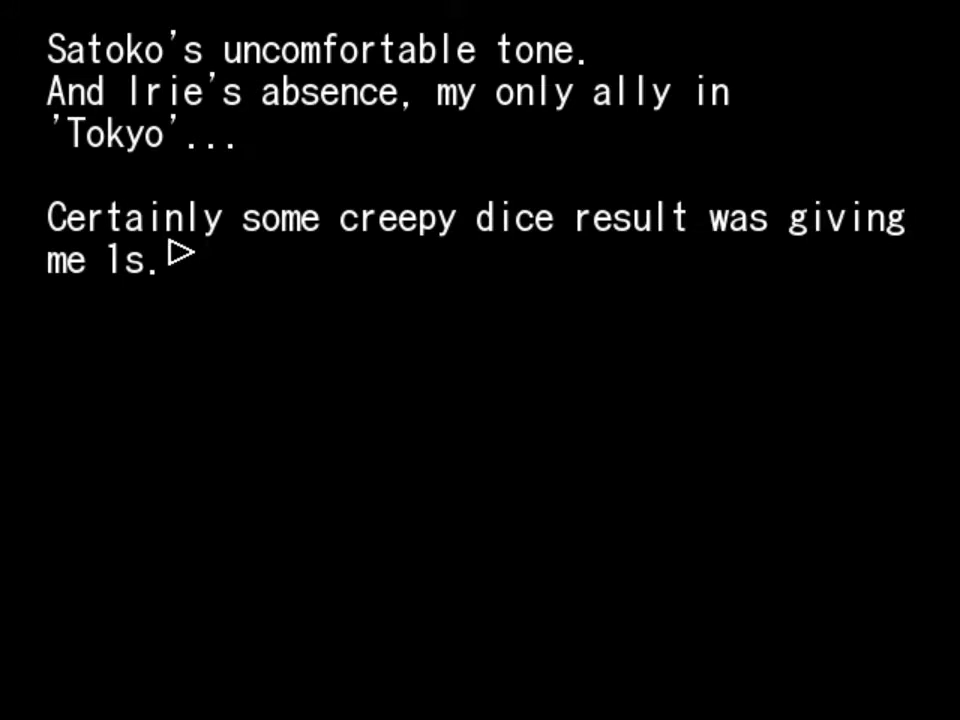 Satoko's uncomfortable tone.
And Irie's absence, my only ally in
'Tokyo'...
Certainly some creepy dice result was giving
me 1s.